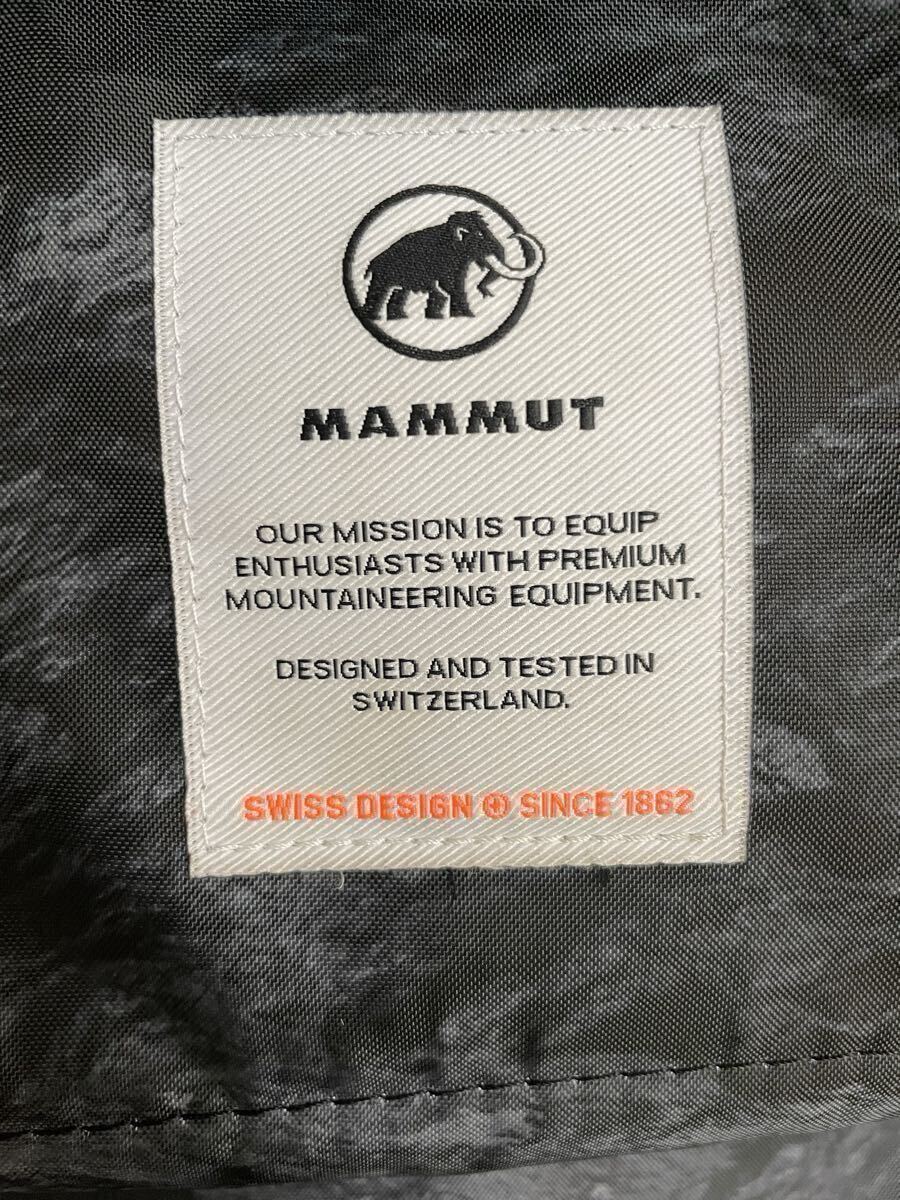 MAMMUT
OUR MISSION IS TO EQUIP
ENTHUSIASTS WITH PREMIUM
MOUNTAINEERING EQUIPMENT.
DESIGNED AND TESTED IN
SWITZERLAND.
SWISS DESIGN SINCE 1862